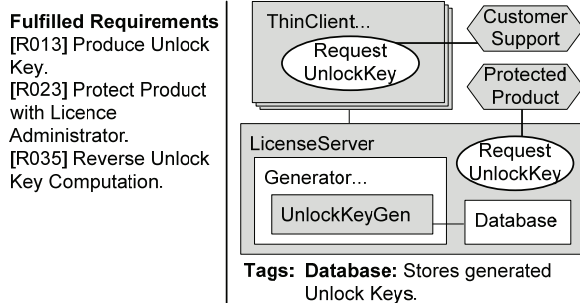 Fulfilled Requirements
[R013] Produce Unlock
Key.
[R023] Protect Product
with Licence
Administrator.
[R035] Reverse Unlock
Key Computation.
ThinClient...
Request
UnlockKey
Customer
Support
Protected
Product
LicenseServer
Request
UnlockKey
Generator...
UnlockKeyGen
Database
Tags: Database: Stores generated
Unlock Keys.